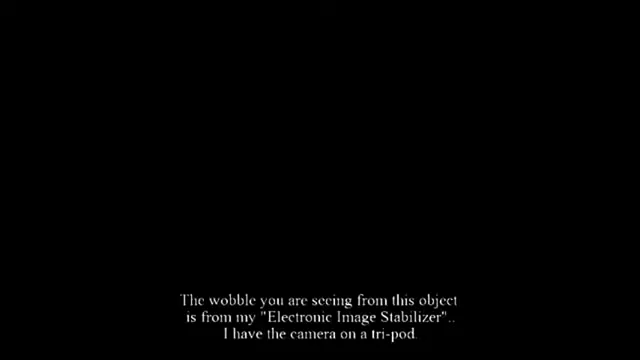 The wobble you are seeing from this object
is from my "Electronic Image Stabilizer"..
I have the camera on a tri-pod.